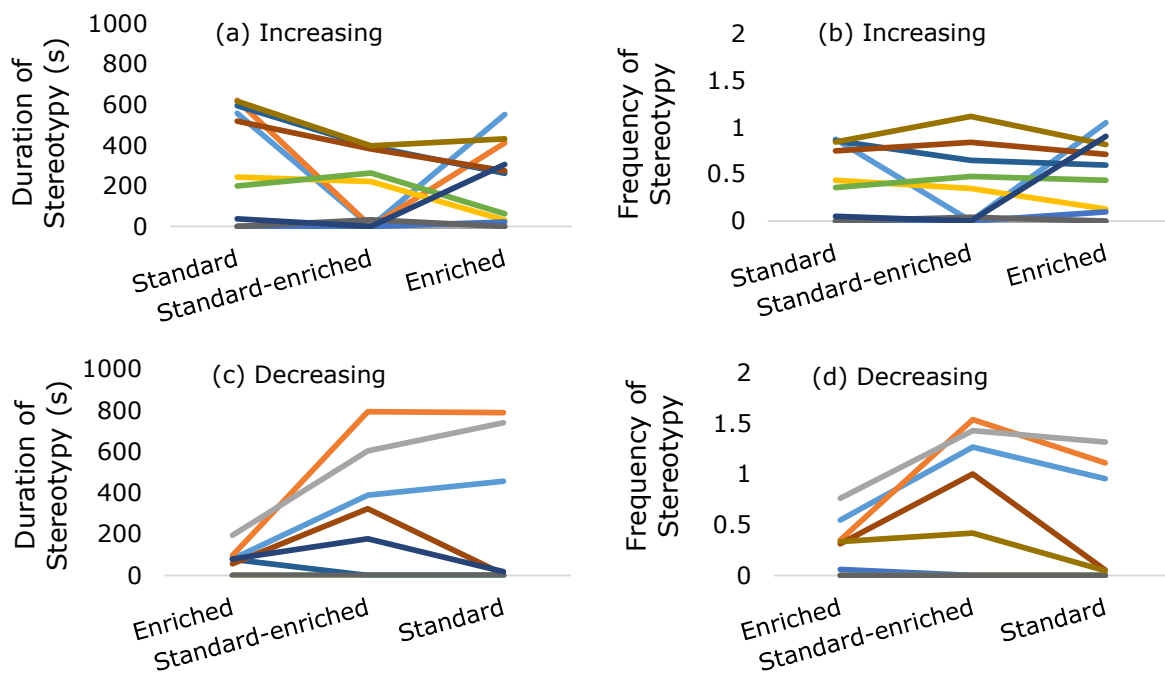 Duration of
Stereotypy (s)
1000
800
600
400
200
0
(a) Increasing
Standard
Standard-enriched
Enriched
Frequency of
Stereotypy
2
1.5
1
0.5
0
(b) Increasing
Standard
Standard-enriched
Enriched
Duration of
Stereotypy (s)
1000
800
600
400
200
0
(c) Decreasing
Enriched
Standard-enriched
Standard
Frequency of
Stereotypy
2
1.5
1
0.5
0
(d) Decreasing
Enriched
Standard-enriched
Standard